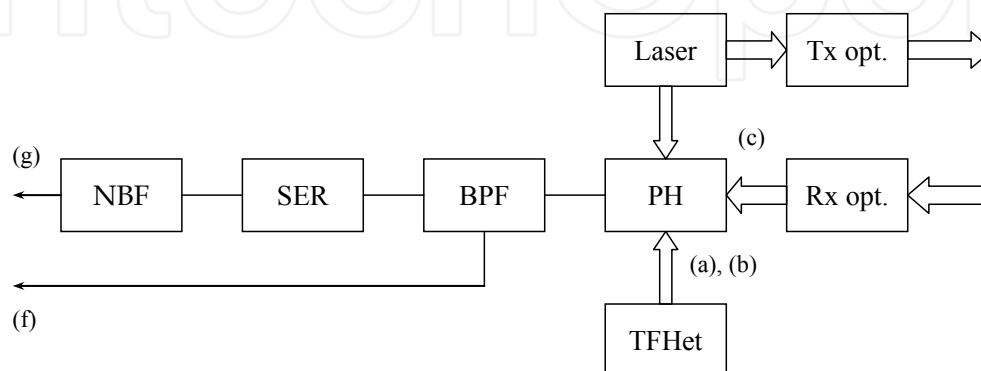 Laser
Tx opt.
(g)
(c)
NBF
SER
BPF
PH
Rx opt.
(a), (b)
(f)
TFHet